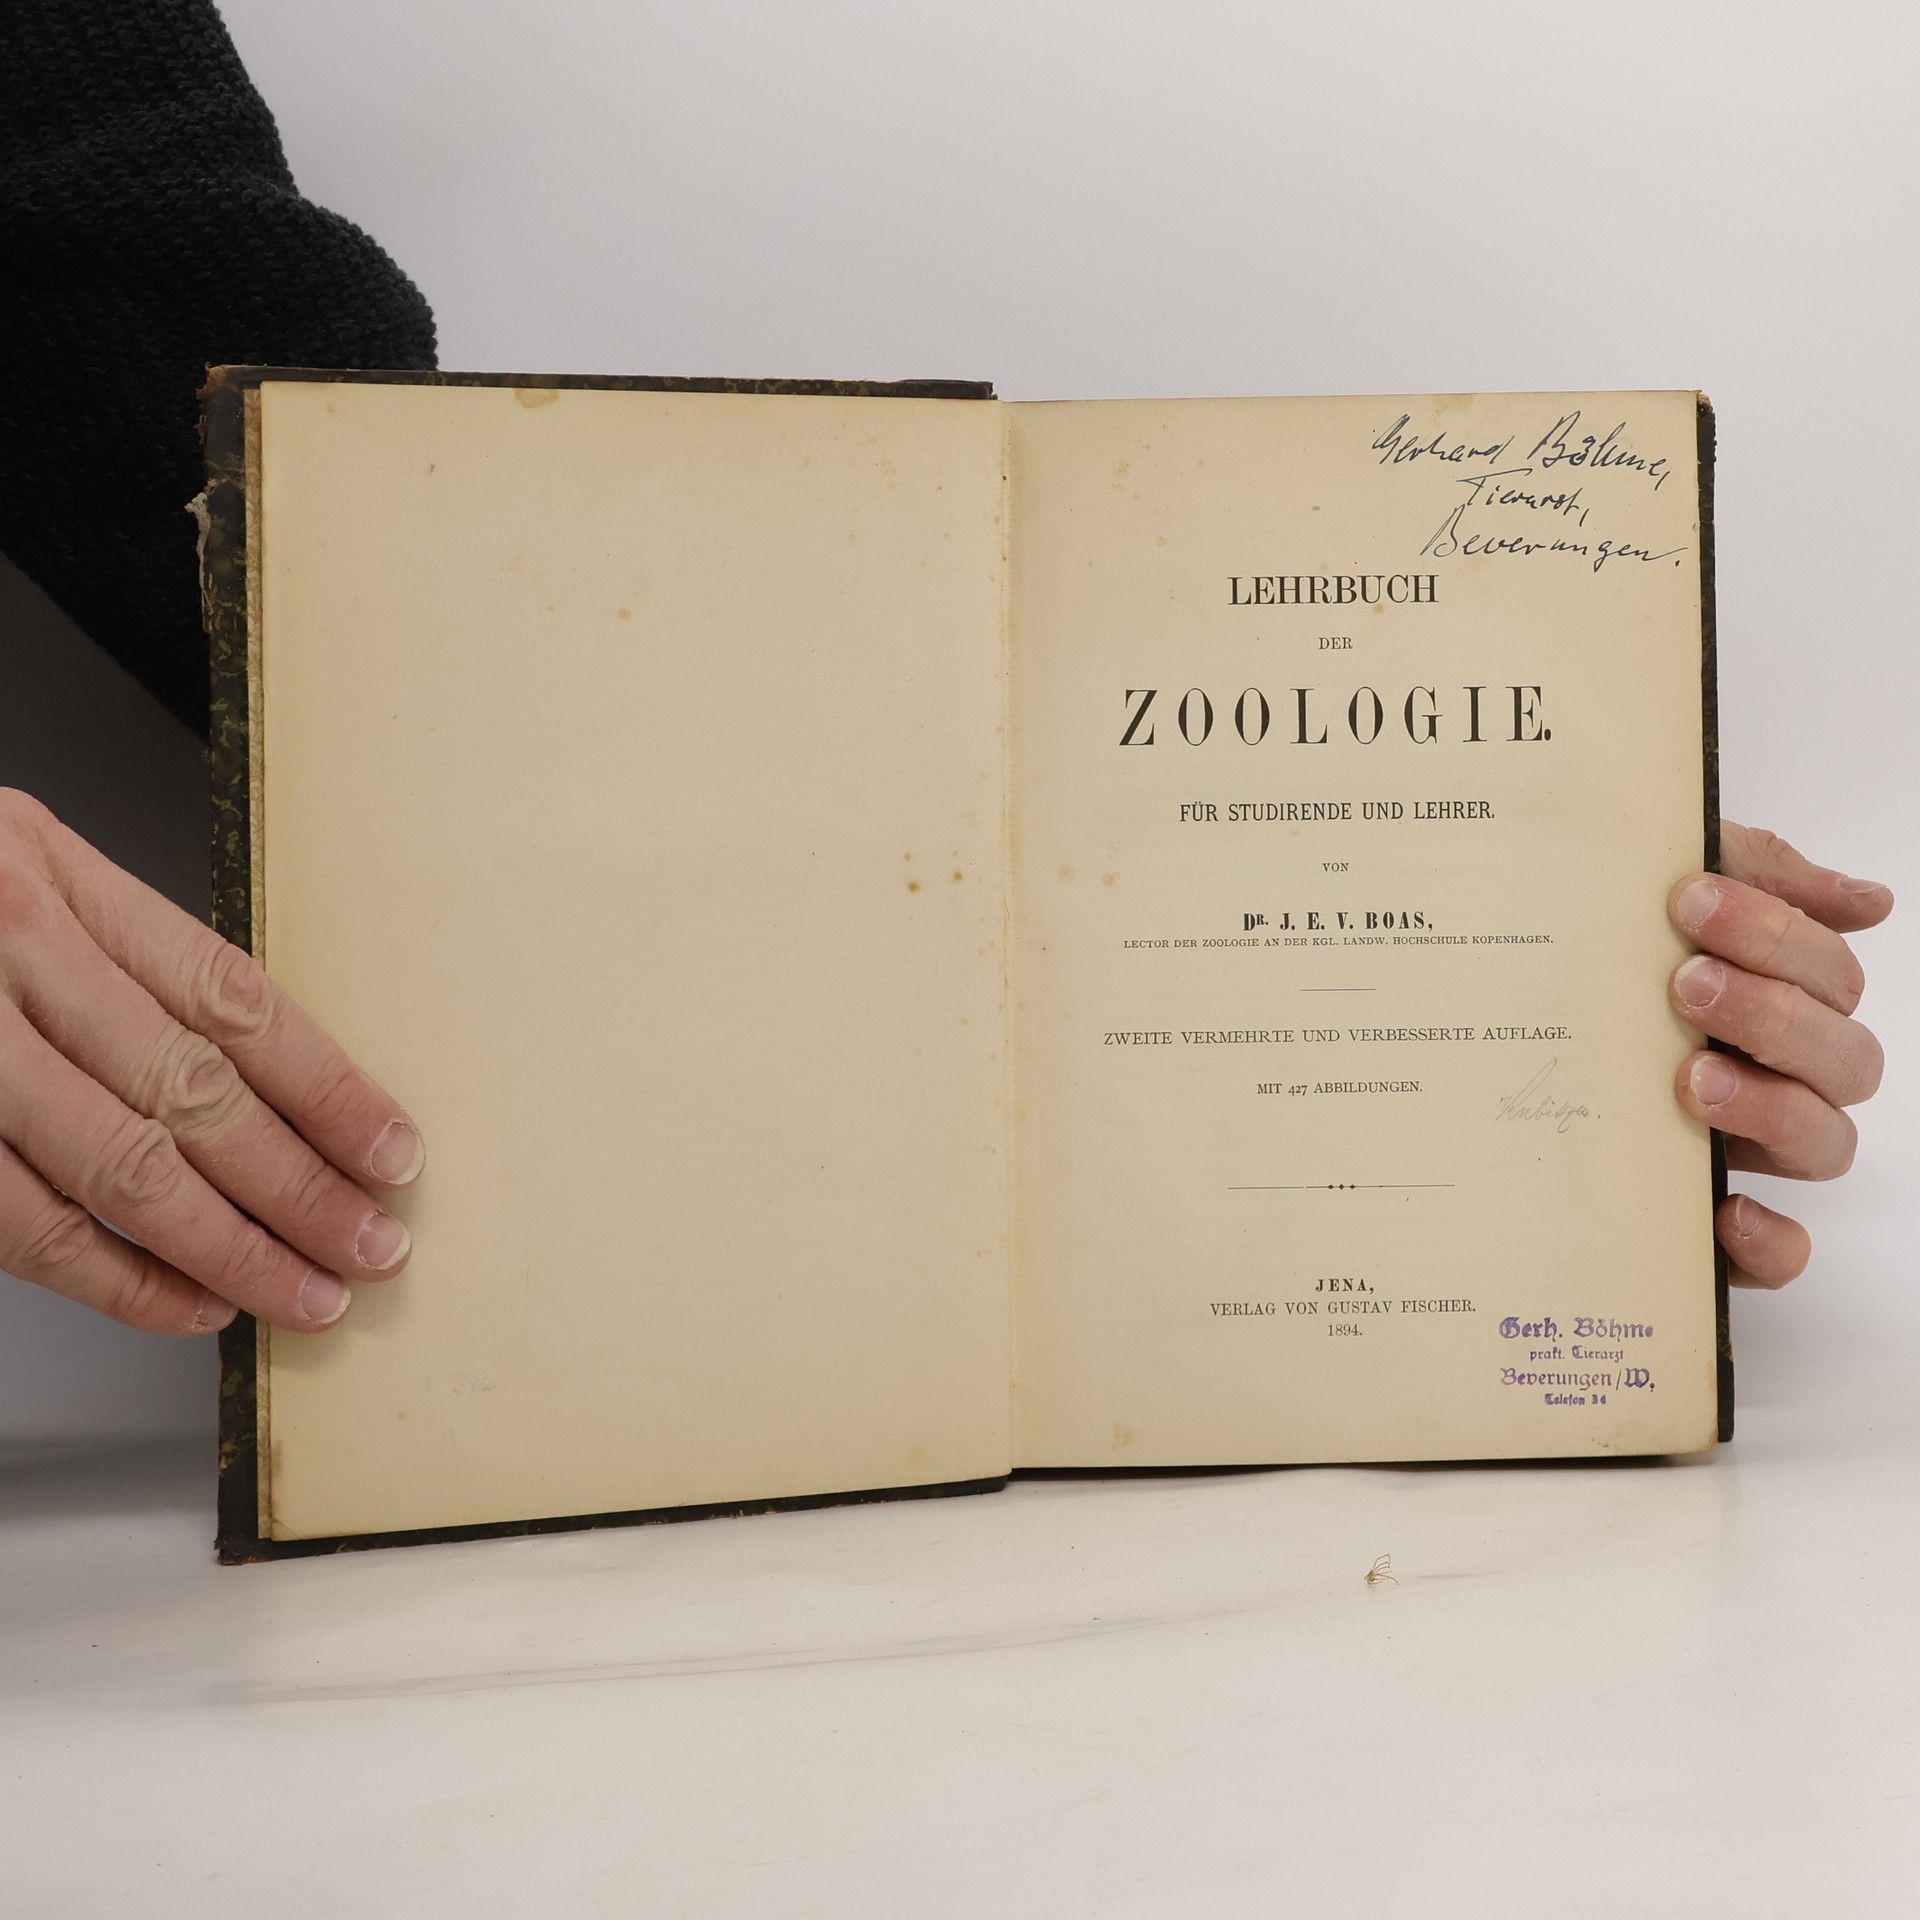 Gerhard Böhme,
Tierarzt,
Beverungen.
LEHRBUCH
DER
ZOOLOGIE.
FÜR STUDIRENDE UND LEHRER.
VON
DR. J. E. V. BOAS,
LECTOR DER ZOOLOGIE AN DER KGL. LANDW. HOCHSCHULE KOPENHAGEN.
ZWEITE VERMEHRTE UND VERBESSERTE AUFLAGE.
MIT 427 ABBILDUNGEN.
JENA,
VERLAG VON GUSTAV FISCHER.
1894.
Gerh. Böhme
prakt. Tierarzt
Beverungen/W.
Telefon 34